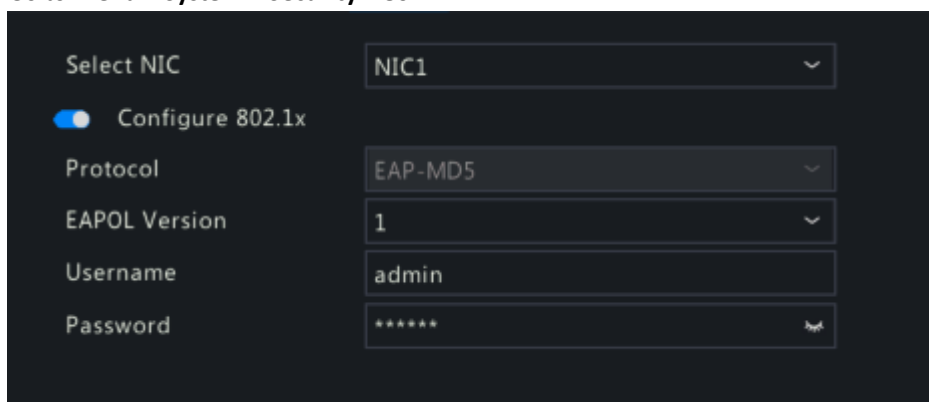 Select NIC NIC1
Configure 802.1x
Protocol EAP-MD5
EAPOL Version 1
Username admin
Password ******